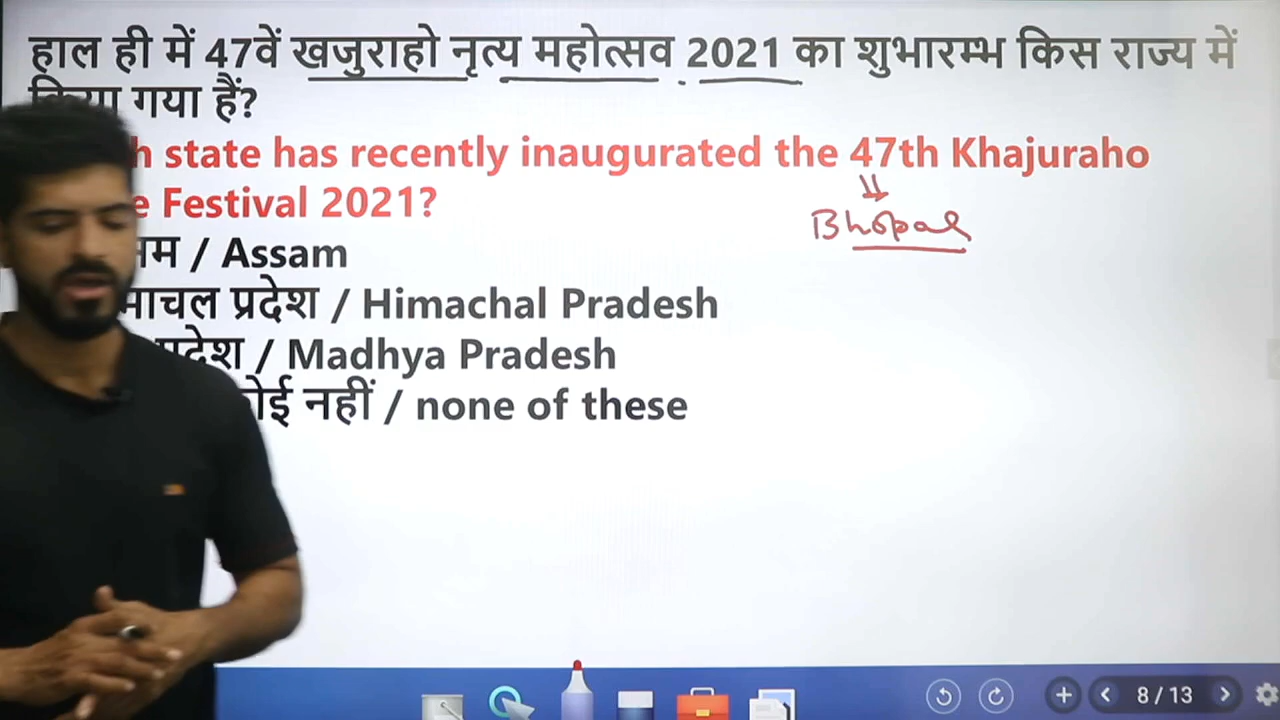 हाल ही में 47वें खजुराहो नृत्य महोत्सव 2021 का शुभारम्भ किस राज्य में
गया हैं?
state has recently inaugurated the 47th Khajuraho
Festival 2021?
Bhopal
/ Assam
प्रदेश / Himachal Pradesh
/ Madhya Pradesh
नहीं / none of these
8 / 13